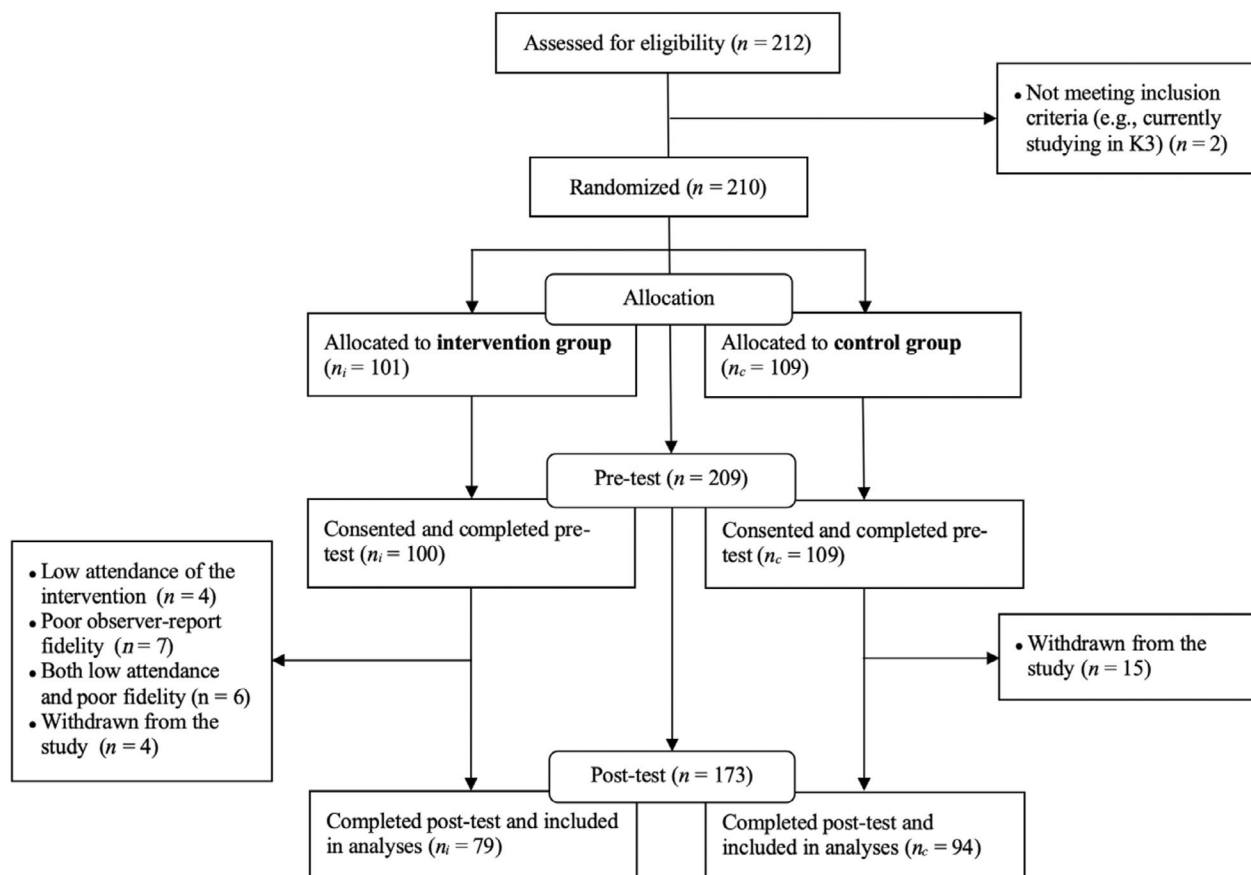 Assessed for eligibility (n = 212)
• Not meeting inclusion
criteria (e.g., currently
studying in K3) (n = 2)
Randomized (n = 210)
Allocation
Allocated to intervention group
(nᵢ = 101)
Allocated to control group
(n𝑐 = 109)
Pre-test (n = 209)
Consented and completed pre-
test (nᵢ = 100)
Consented and completed pre-
test (n𝑐 = 109)
• Low attendance of the
intervention (n = 4)
• Poor observer-report
fidelity (n = 7)
• Both low attendance
and poor fidelity (n = 6)
• Withdrawn from the
study (n = 4)
• Withdrawn from the
study (n = 15)
Post-test (n = 173)
Completed post-test and included
in analyses (nᵢ = 79)
Completed post-test and
included in analyses (n𝑐 = 94)